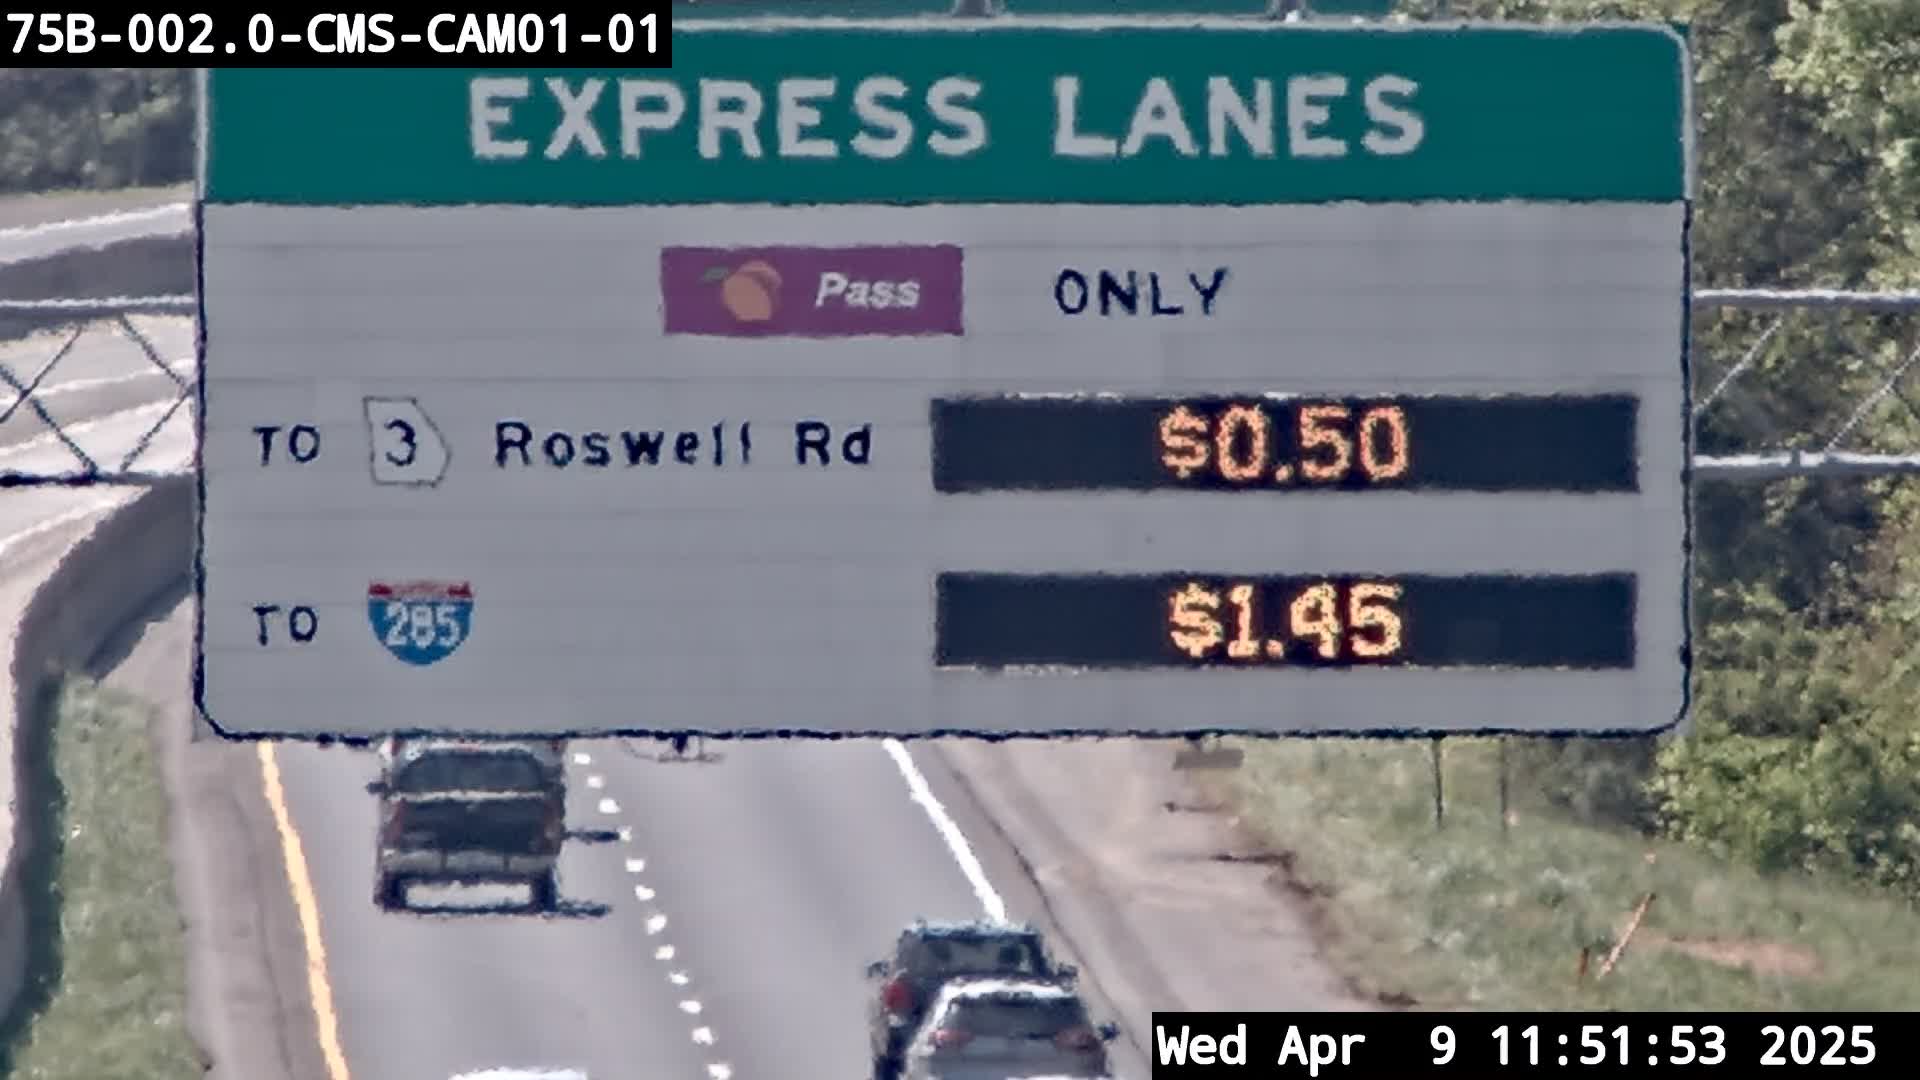 75B-002.0-CMS-CAM01-01
EXPRESS LANES
Pass ONLY
TO 3 Roswell Rd $0.50
TO 285 $1.45
Wed Apr 9 11:51:53 2025